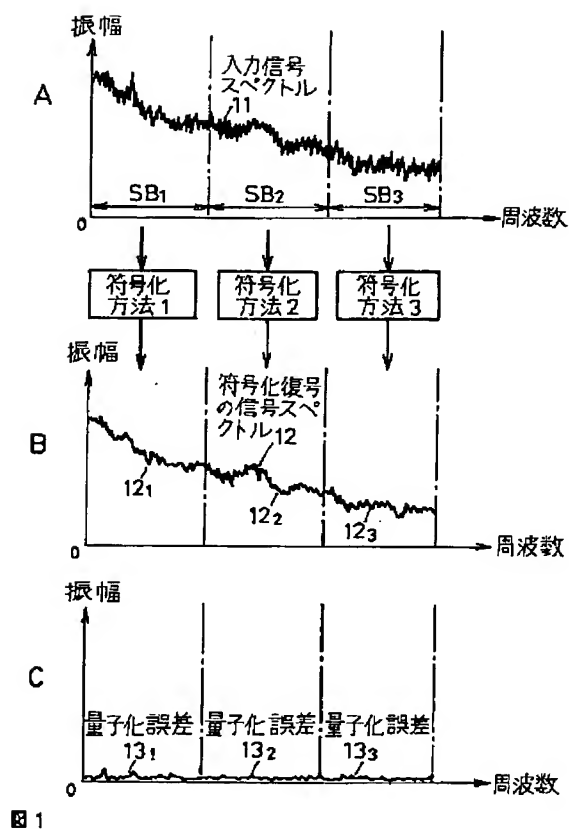 振幅
A
入力信号
スペクトル
11
SB1
SB2
SB3
0
周波数
符号化
方法1
符号化
方法2
符号化
方法3
振幅
符号化復号
の信号スペ
クトル 12
B
121
122
123
0
周波数
振幅
C
量子化誤差
131
量子化誤差
132
量子化誤差
133
0
周波数
図1